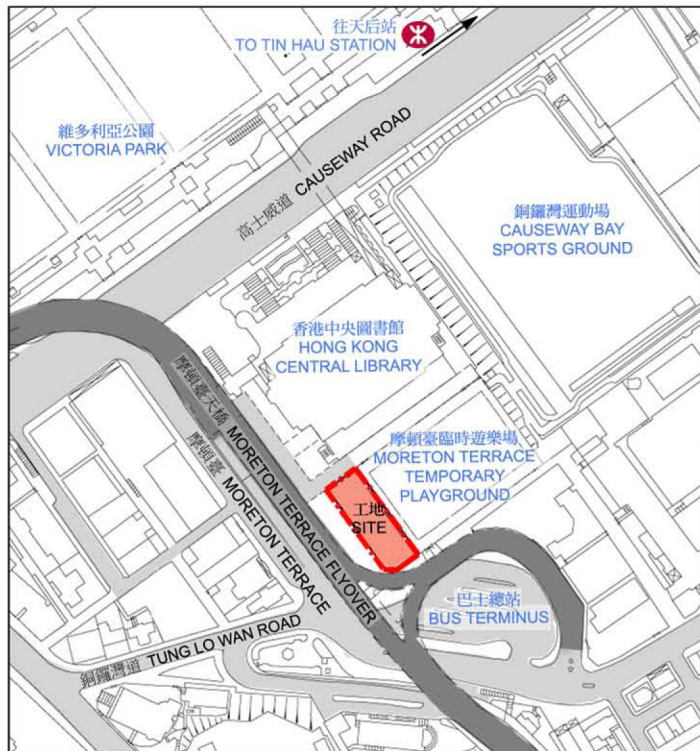 往天后站
TO TIN HAU STATION
維多利亞公園
VICTORIA PARK
高士威道 CAUSEWAY ROAD
銅鑼灣運動場
CAUSEWAY BAY
SPORTS GROUND
香港中央圖書館
HONG KONG
CENTRAL LIBRARY
摩頓臺天橋 MORETON TERRACE FLYOVER
摩頓臺 MORETON TERRACE
摩頓臺臨時遊樂場
MORETON TERRACE
TEMPORARY
PLAYGROUND
工地
SITE
巴士總站
BUS TERMINUS
銅鑼灣道 TUNG LO WAN ROAD